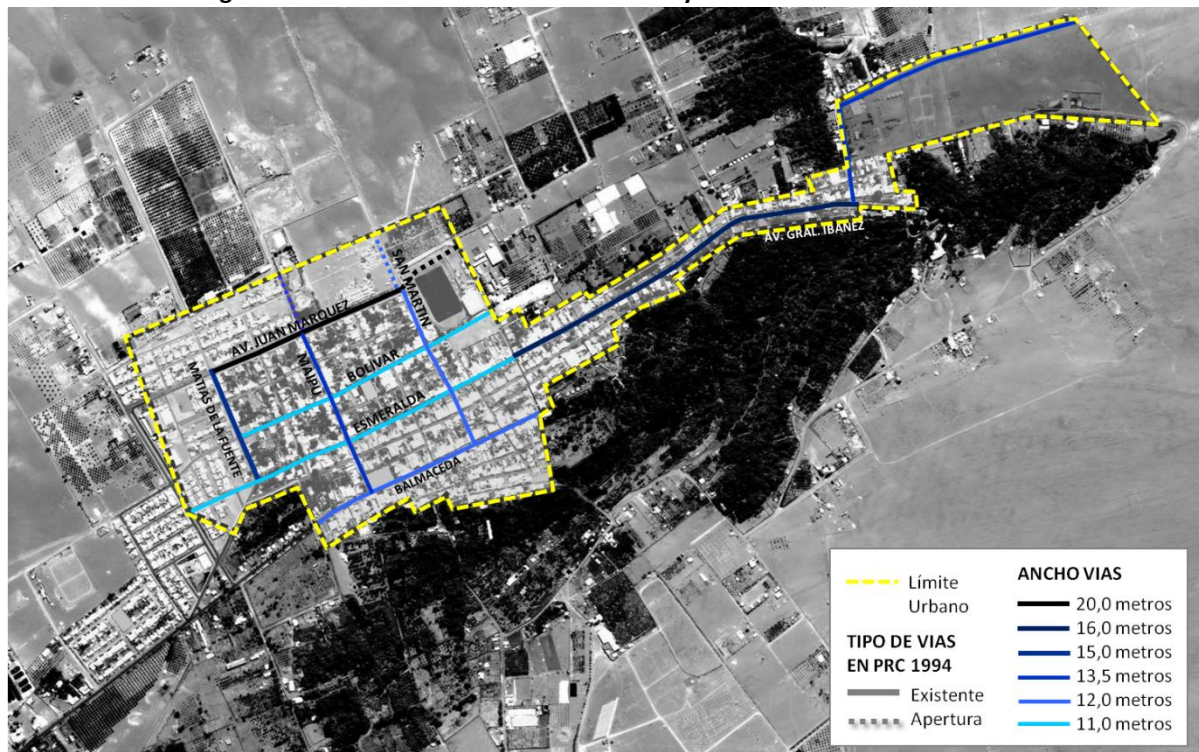 AV. GRAL. IBAÑEZ
SAN MARTIN
AV. JUAN MARQUEZ
MAIPU
BOLIVAR
MATIAS DE LA FUENTE
ESMERALDA
BALMACEDA
Límite
Urbano
TIPO DE VIAS
EN PRC 1994
Existente
Apertura
ANCHO VIAS
20,0 metros
16,0 metros
15,0 metros
13,5 metros
12,0 metros
11,0 metros